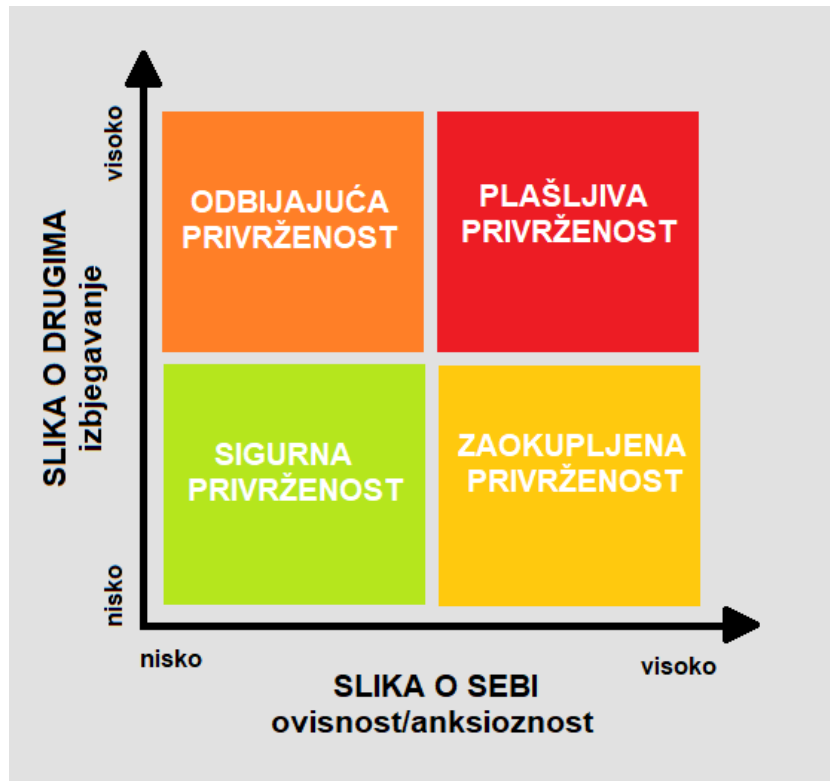 visoko
SLIKA O DRUGIMA
izbjegavanje
nisko
ODBIJAJUĆA
PRIVRŽENOST
PLAŠLJIVA
PRIVRŽENOST
SIGURNA
PRIVRŽENOST
ZAOKUPLJENA
PRIVRŽENOST
nisko
visoko
SLIKA O SEBI
ovisnost/anksioznost